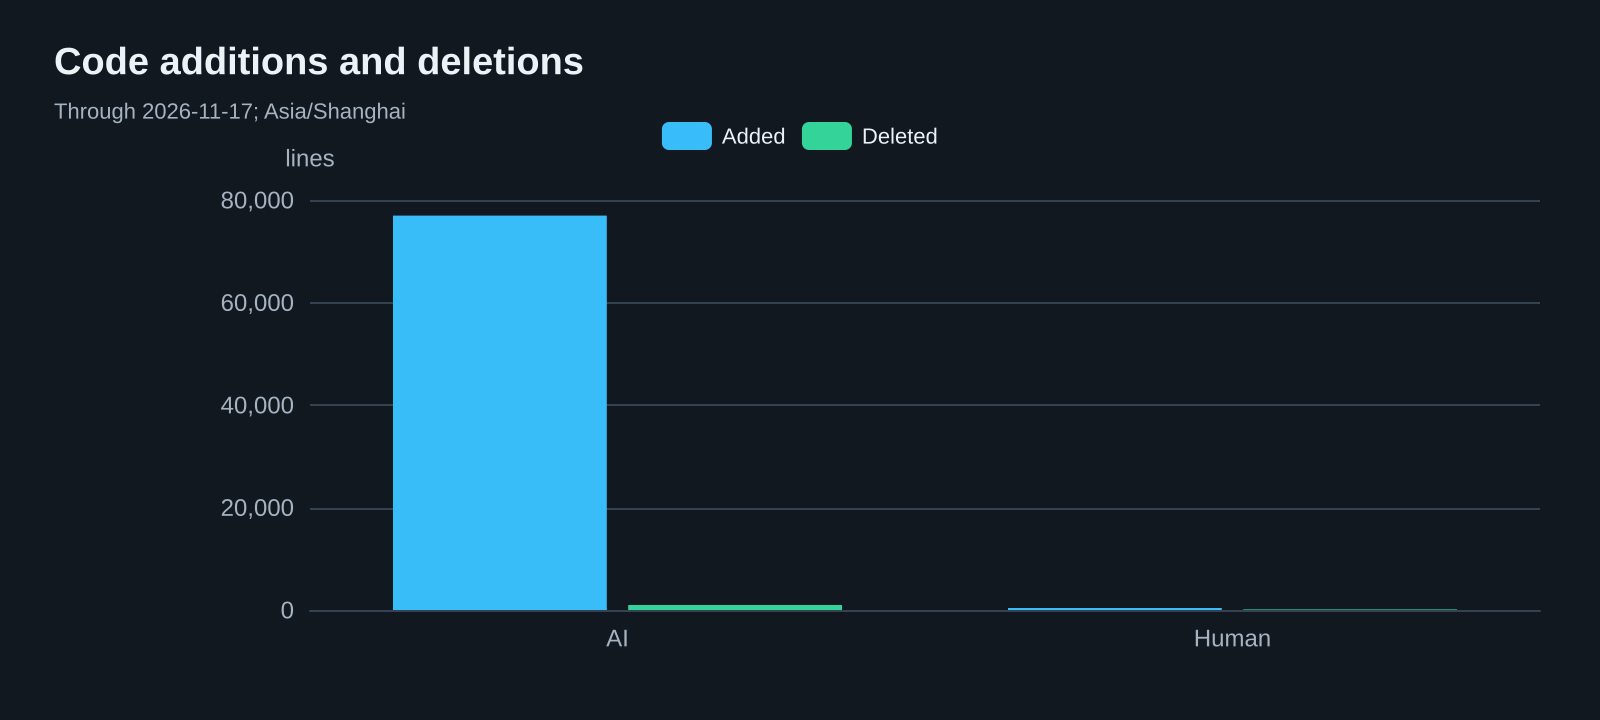 Code additions and deletions
Through 2026-11-17; Asia/Shanghai
Added
Deleted
lines
80,000
60,000
40,000
20,000
0
AI
Human